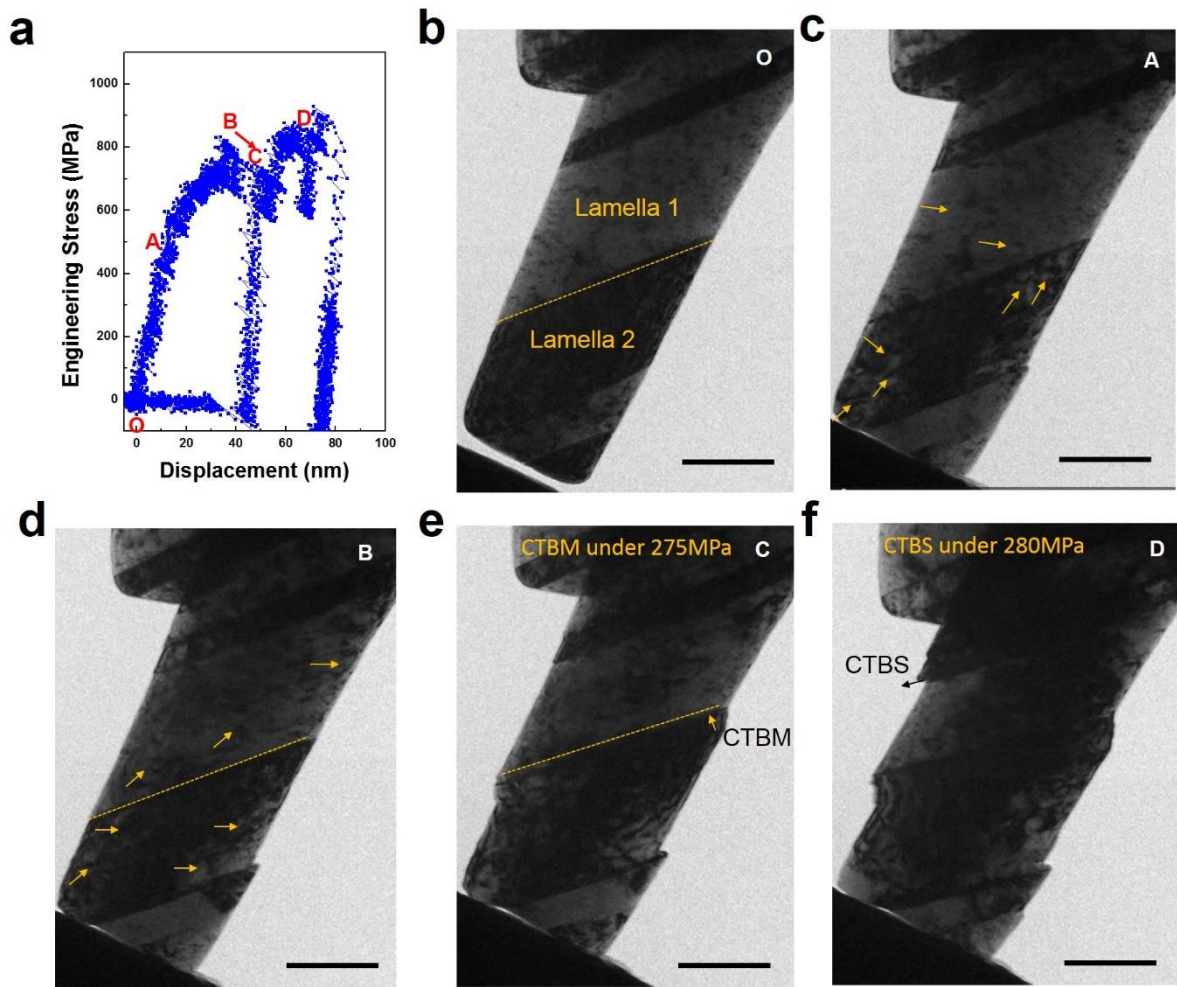 a
Engineering Stress (MPa)
1000
800
600
400
200
0
A
B
C
D
O
0 20 40 60 80 100
Displacement (nm)
b
O
Lamella 1
Lamella 2
c
A
d
B
e
CTBM under 275MPa
C
CTBM
f
CTBS under 280MPa
D
CTBS